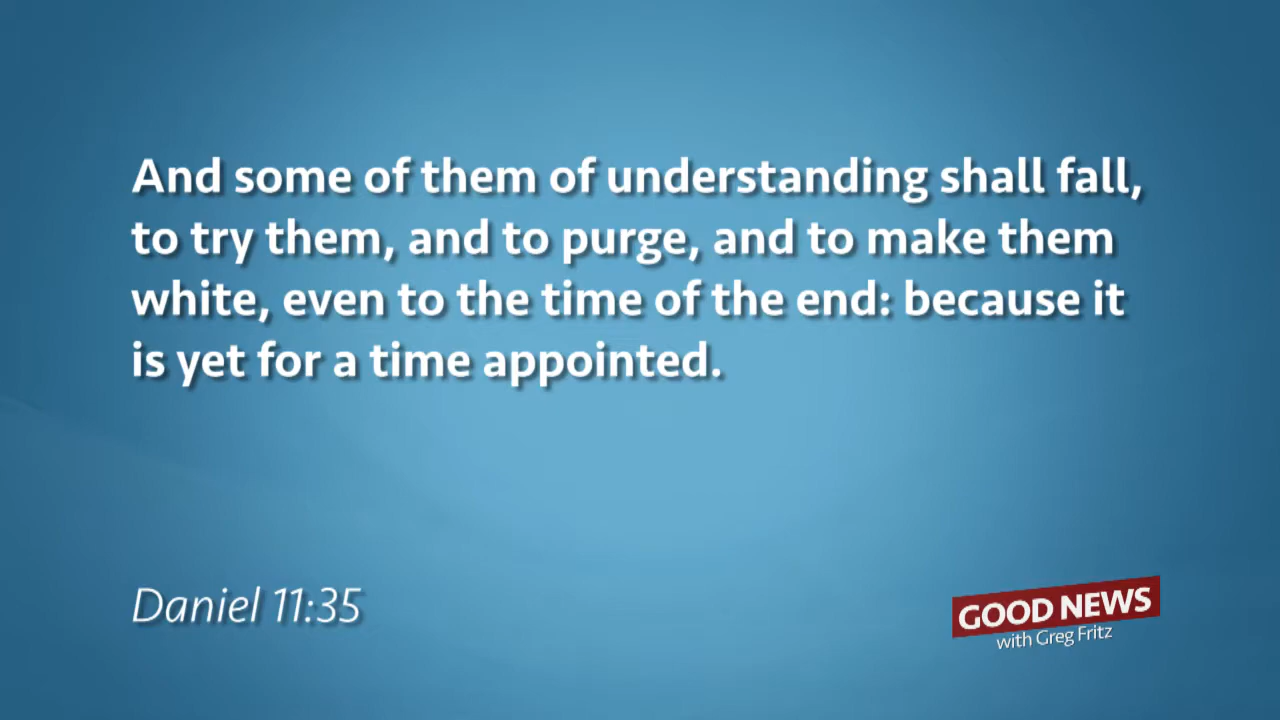 And some of them of understanding shall fall,
to try them, and to purge, and to make them
white, even to the time of the end: because it
is yet for a time appointed.
Daniel 11:35
GOOD NEWS
with Greg Fritz